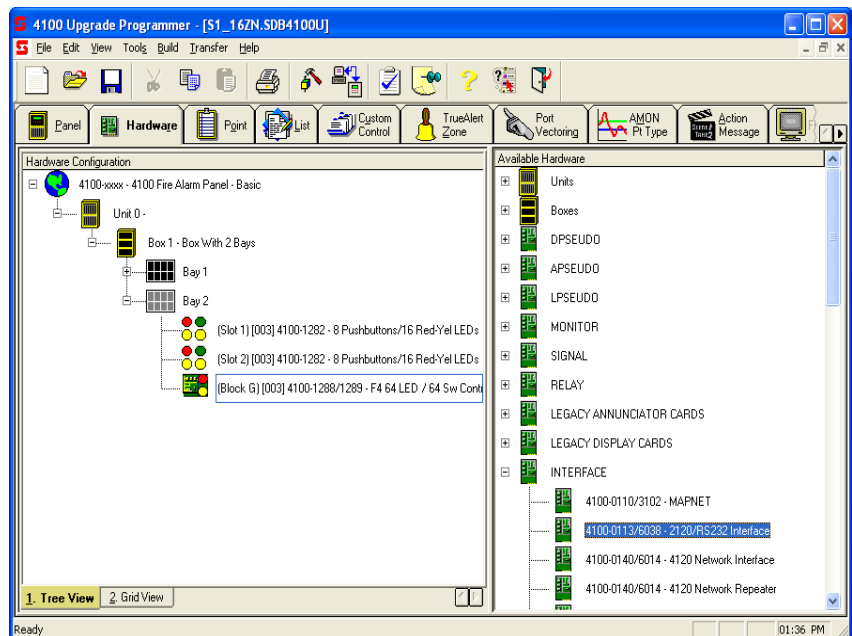 4100 Upgrade Programmer - [S1_16ZN.SDB4100U]
File Edit View Tools Build Transfer Help
Panel
Hardware
Point
List
Custom Control
TrueAlert Zone
Port Vectoring
AMON Pt Type
Action Message
Hardware Configuration
4100-xxxx - 4100 Fire Alarm Panel - Basic
Unit 0 -
Box 1 - Box With 2 Bays
Bay 1
Bay 2
(Slot 1) [003] 4100-1282 - 8 Pushbuttons/16 Red-Yel LEDs
(Slot 2) [003] 4100-1282 - 8 Pushbuttons/16 Red-Yel LEDs
(Block G) [003] 4100-1288/1289 - F4 64 LED / 64 Sw Cont
1. Tree View
2. Grid View
Available Hardware
Units
Boxes
DPSEUDO
APSEUDO
LPSEUDO
MONITOR
SIGNAL
RELAY
LEGACY ANNUNCIATOR CARDS
LEGACY DISPLAY CARDS
INTERFACE
4100-0110/3102 - MAPNET
4100-0113/6038 - 2120/RS232 Interface
4100-0140/6014 - 4120 Network Interface
4100-0140/6014 - 4120 Network Repeater
Ready
01:36 PM